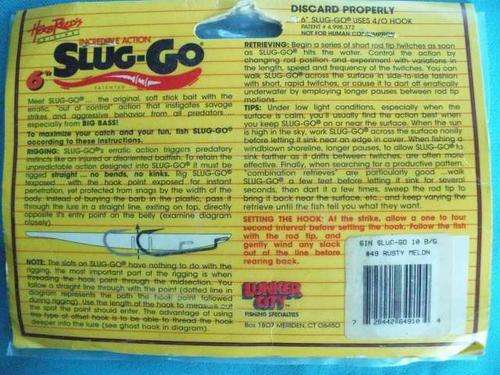 Herb Reed's
ORIGINAL
INCREDIBLE ACTION
6" SLUG-GO®
PATENTED
Meet SLUG-GO® ... the original, soft stick bait with the
erratic, "out of control" action that instigates savage
strikes and aggressive behavior from all predators...
especially from BIG BASS!
To maximize your catch and your fun, fish SLUG-GO®
according to these instructions.
RIGGING: SLUG-GO®'s erratic action triggers predatory
instincts like an injured or disoriented baitfish. To retain the
unpredictable action designed into SLUG-GO® it must be
rigged straight ... no bends, no kinks. Rig SLUG-GO®
exposed...with the hook point exposed for instant
penetration, yet protected from snags by the width of the
body. Instead of burying the barb in the plastic, pass it
through the lure in a straight line, exiting on top, directly
opposite it's entry point on the belly (examine diagram
closely).
NOTE: The slots on SLUG-GO® have nothing to do with the
rigging, the most important part of the rigging is when
threading the hook point through the midsection. You
follow a straight line through with the point (dotted line in
diagram represents the path the hook point followed
during rigging). Use the length of the hook to measure out
the spot the point should enter. The advantage of using
this type of offset hook is to be able to thread the hook
deeper into the lure (see ghost hook in diagram).
DISCARD PROPERLY
6" SLUG-GO® USES 4/0 HOOK
PATENT # 4,998,372
NOT FOR HUMAN CONSUMPTION
RETRIEVING: Begin a series of short rod tip twitches as soon
as SLUG-GO® hits the water. Control the action by
changing rod position and experiment with variations in
the length, speed and frequency of the twitches. You can
walk SLUG-GO® across the surface in side-to-side fashion
with short, rapid twitches, or cause it to dart erratically
underwater by employing longer pauses between rod tip
motions.
TIPS: Under low light conditions, especially when the
surface is calm, you'll usually find the action best when
you keep SLUG-GO® on or near the surface. When the sun
is high in the sky, work SLUG-GO® across the surface noisily
before letting it sink near an edge in cover. When fishing a
windblown shoreline, longer pauses, to allow SLUG-GO® to
sink farther as it drifts between twitches, are often more
effective. Finally, when searching for a productive pattern,
"combination retrieves" are particularly good ... walk
SLUG-GO® a few feet before letting it sink for several
seconds, then dart it a few times, sweep the rod tip to
bring it back near the surface, etc., and keep varying the
retrieve until the fish tell you what they want!
SETTING THE HOOK: At the strike, allow a one to four
second interval before setting the hook. Follow the fish
with the rod tip, and
gently wind any slack
out of the line before
rearing back.
LUNKER
CITY
FISHING SPECIALTIES
Box 1807 MERIDEN, CT 06450
6IN SLUG-GO 10 B/G
#49 RUSTY MELON
7 28442 64910 4